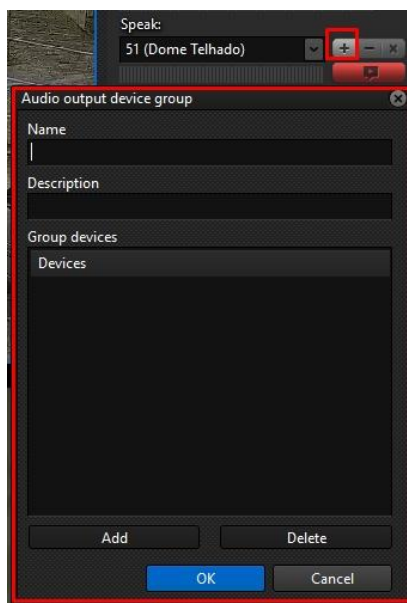 Speak:
51 (Dome Telhado)
Audio output device group
Name
Description
Group devices
Devices
Add Delete
OK Cancel